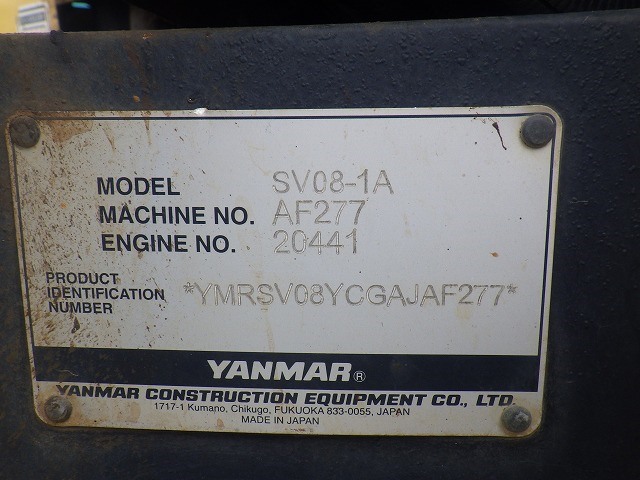 MODEL SV08-1A
MACHINE NO. AF277
ENGINE NO. 20441
PRODUCT
IDENTIFICATION
NUMBER
*YMRSV08YCGAJAF277*
YANMAR®
YANMAR CONSTRUCTION EQUIPMENT CO., LTD.
1717-1 Kumano, Chikugo, FUKUOKA 833-0055, JAPAN
MADE IN JAPAN